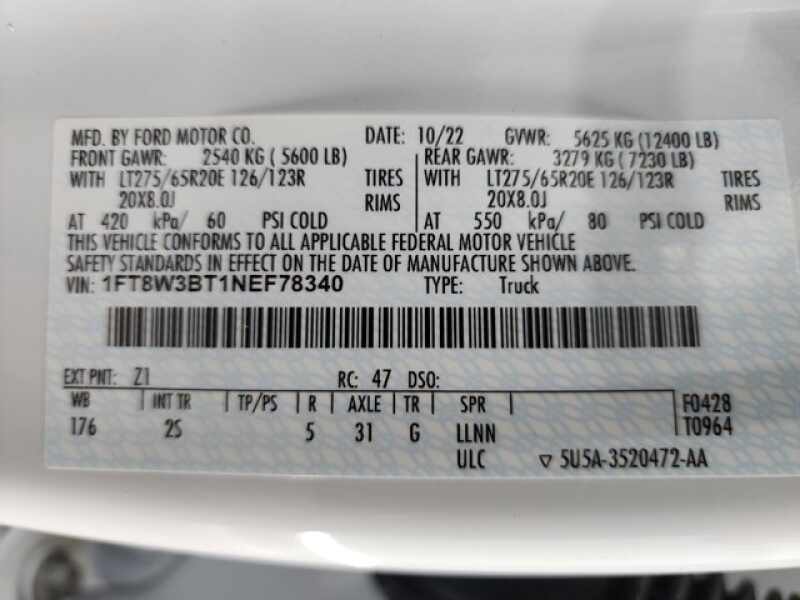 MFD. BY FORD MOTOR CO. DATE: 10/22 GVWR: 5625 KG (12400 LB)
FRONT GAWR: 2540 KG ( 5600 LB) REAR GAWR: 3279 KG ( 7230 LB)
WITH LT275/65R20E 126/123R TIRES WITH LT275/65R20E 126/123R TIRES
20X8.0J RIMS 20X8.0J RIMS
AT 420 kPa/ 60 PSI COLD AT 550 kPa/ 80 PSI COLD
THIS VEHICLE CONFORMS TO ALL APPLICABLE FEDERAL MOTOR VEHICLE
SAFETY STANDARDS IN EFFECT ON THE DATE OF MANUFACTURE SHOWN ABOVE.
VIN: 1FT8W3BT1NEF78340 TYPE: Truck
EXT PNT: Z1 RC: 47 DSO:
WB INT TR TP/PS R AXLE TR SPR F0428
176 2S 5 31 G LLNN T0964
ULC ▽ 5U5A-3520472-AA